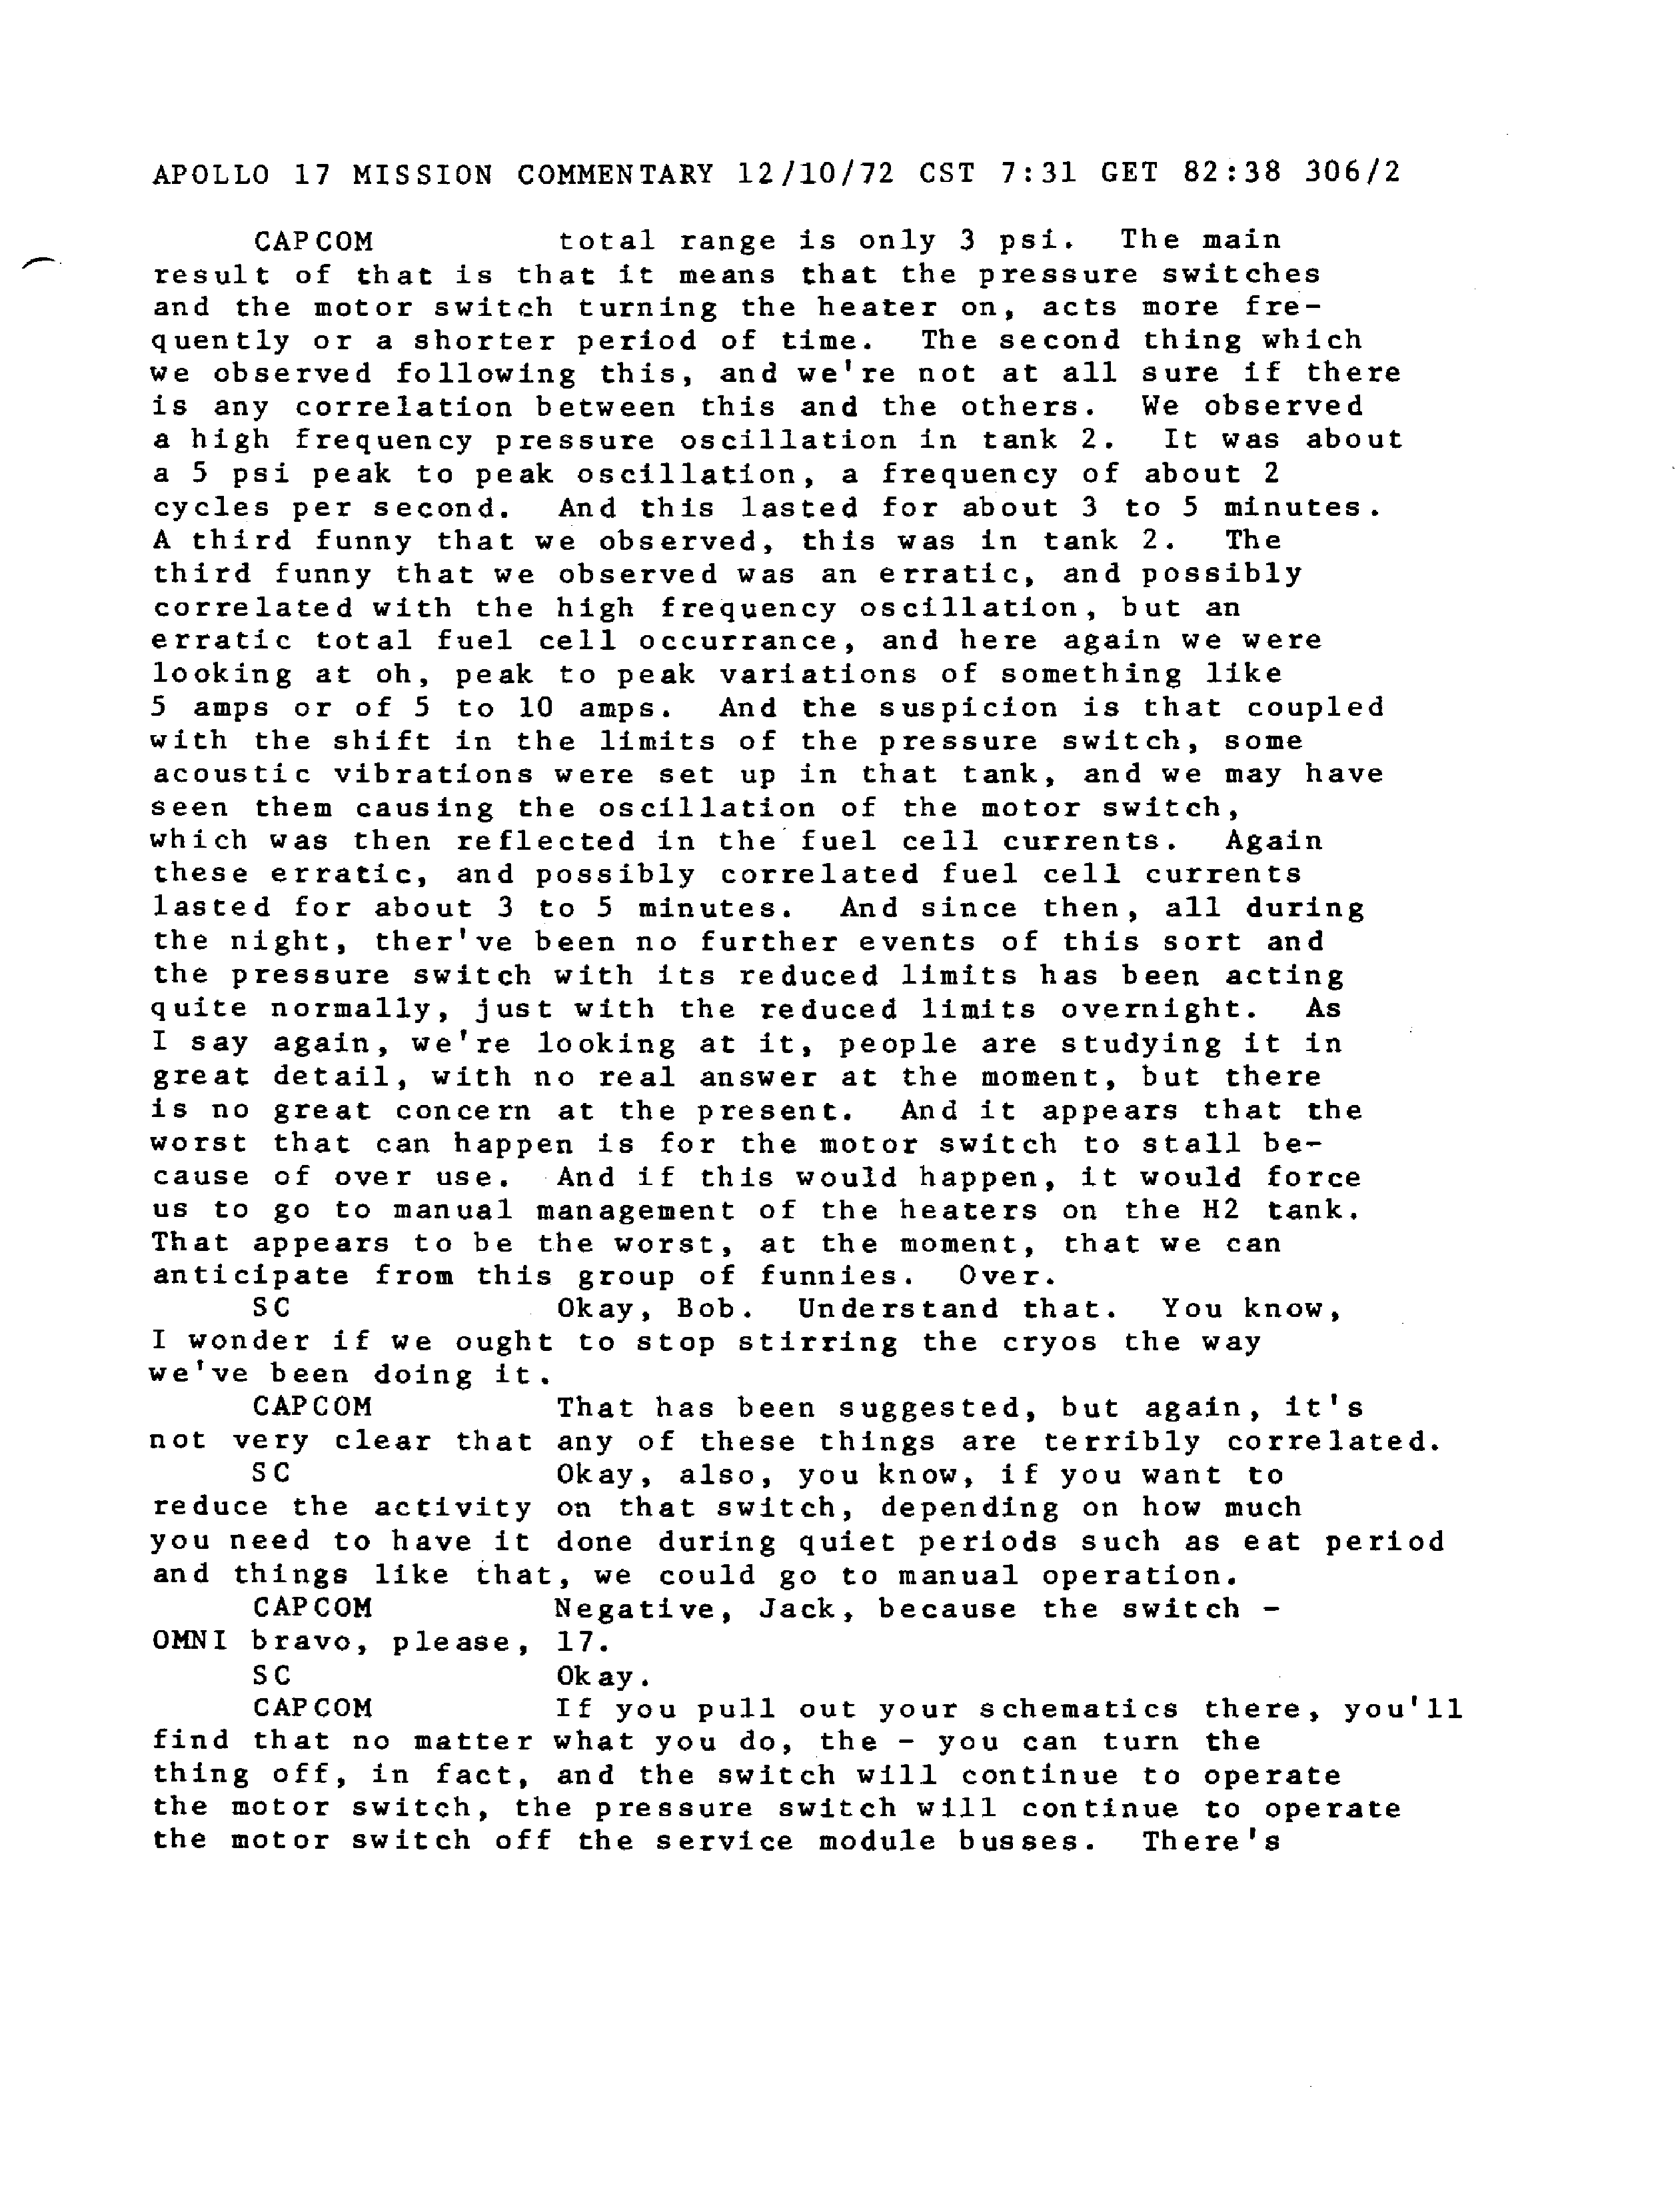 APOLLO 17 MISSION COMMENTARY 12/10/72 CST 7:31 GET 82:38 306/2
CAPCOM total range is only 3 psi. The main
result of that is that it means that the pressure switches
and the motor switch turning the heater on, acts more fre-
quently or a shorter period of time. The second thing which
we observed following this, and we're not at all sure if there
is any correlation between this and the others. We observed
a high frequency pressure oscillation in tank 2. It was about
a 5 psi peak to peak oscillation, a frequency of about 2
cycles per second. And this lasted for about 3 to 5 minutes.
A third funny that we observed, this was in tank 2. The
third funny that we observed was an erratic, and possibly
correlated with the high frequency oscillation, but an
erratic total fuel cell occurrance, and here again we were
looking at oh, peak to peak variations of something like
5 amps or of 5 to 10 amps. And the suspicion is that coupled
with the shift in the limits of the pressure switch, some
acoustic vibrations were set up in that tank, and we may have
seen them causing the oscillation of the motor switch,
which was then reflected in the fuel cell currents. Again
these erratic, and possibly correlated fuel cell currents
lasted for about 3 to 5 minutes. And since then, all during
the night, ther've been no further events of this sort and
the pressure switch with its reduced limits has been acting
quite normally, just with the reduced limits overnight. As
I say again, we're looking at it, people are studying it in
great detail, with no real answer at the moment, but there
is no great concern at the present. And it appears that the
worst that can happen is for the motor switch to stall be-
cause of over use. And if this would happen, it would force
us to go to manual management of the heaters on the H2 tank.
That appears to be the worst, at the moment, that we can
anticipate from this group of funnies. Over.
SC Okay, Bob. Understand that. You know,
I wonder if we ought to stop stirring the cryos the way
we've been doing it.
CAPCOM That has been suggested, but again, it's
not very clear that any of these things are terribly correlated.
SC Okay, also, you know, if you want to
reduce the activity on that switch, depending on how much
you need to have it done during quiet periods such as eat period
and things like that, we could go to manual operation.
CAPCOM Negative, Jack, because the switch -
OMNI bravo, please, 17.
SC Okay.
CAPCOM If you pull out your schematics there, you'll
find that no matter what you do, the - you can turn the
thing off, in fact, and the switch will continue to operate
the motor switch, the pressure switch will continue to operate
the motor switch off the service module busses. There's